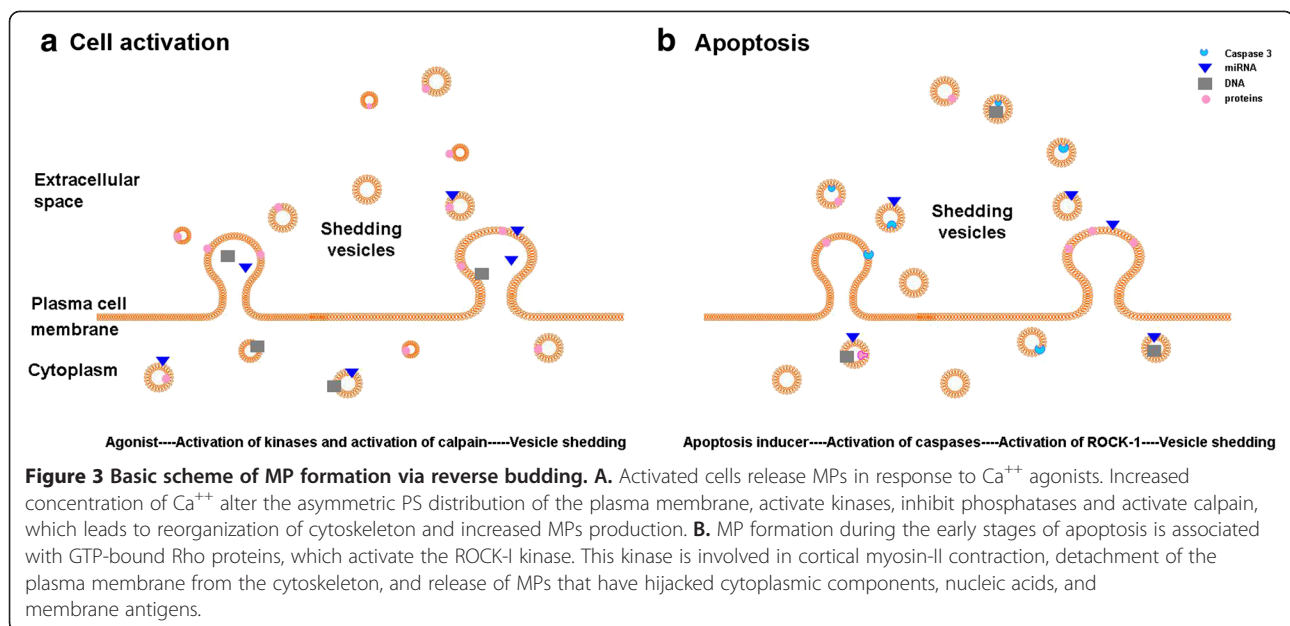 a Cell activation
b Apoptosis
Caspase 3
miRNA
DNA
proteins
Extracellular
space
Shedding
vesicles
Shedding
vesicles
Plasma cell
membrane
Cytoplasm
Agonist----Activation of kinases and activation of calpain-----Vesicle shedding
Apoptosis inducer----Activation of caspases----Activation of ROCK-1----Vesicle shedding
Figure 3 Basic scheme of MP formation via reverse budding. A. Activated cells release MPs in response to Ca⁺⁺ agonists. Increased
concentration of Ca⁺⁺ alter the asymmetric PS distribution of the plasma membrane, activate kinases, inhibit phosphatases and activate calpain,
which leads to reorganization of cytoskeleton and increased MPs production. B. MP formation during the early stages of apoptosis is associated
with GTP-bound Rho proteins, which activate the ROCK-I kinase. This kinase is involved in cortical myosin-II contraction, detachment of the
plasma membrane from the cytoskeleton, and release of MPs that have hijacked cytoplasmic components, nucleic acids, and
membrane antigens.